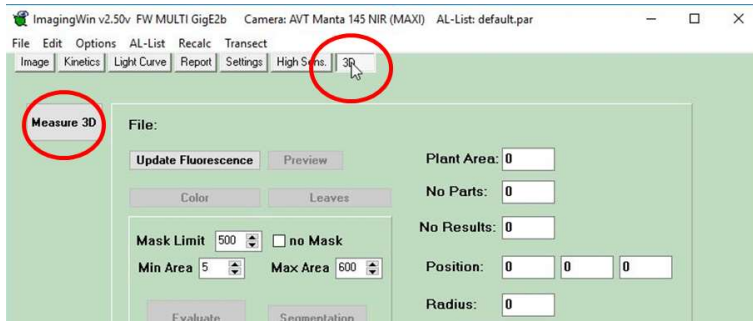 ImagingWin v2.50v FW MULTI GigE2b Camera: AVT Manta 145 NIR (MAXI) AL-List: default.par
File Edit Options AL-List Recalc Transect
Image Kinetics Light Curve Report Settings High Sens. 3D
Measure 3D
File:
Update Fluorescence Preview Plant Area: 0
Color Leaves No Parts: 0
No Results: 0
Mask Limit 500 no Mask
Min Area 5 Max Area 600 Position: 0 0 0
Evaluate Segmentation Radius: 0